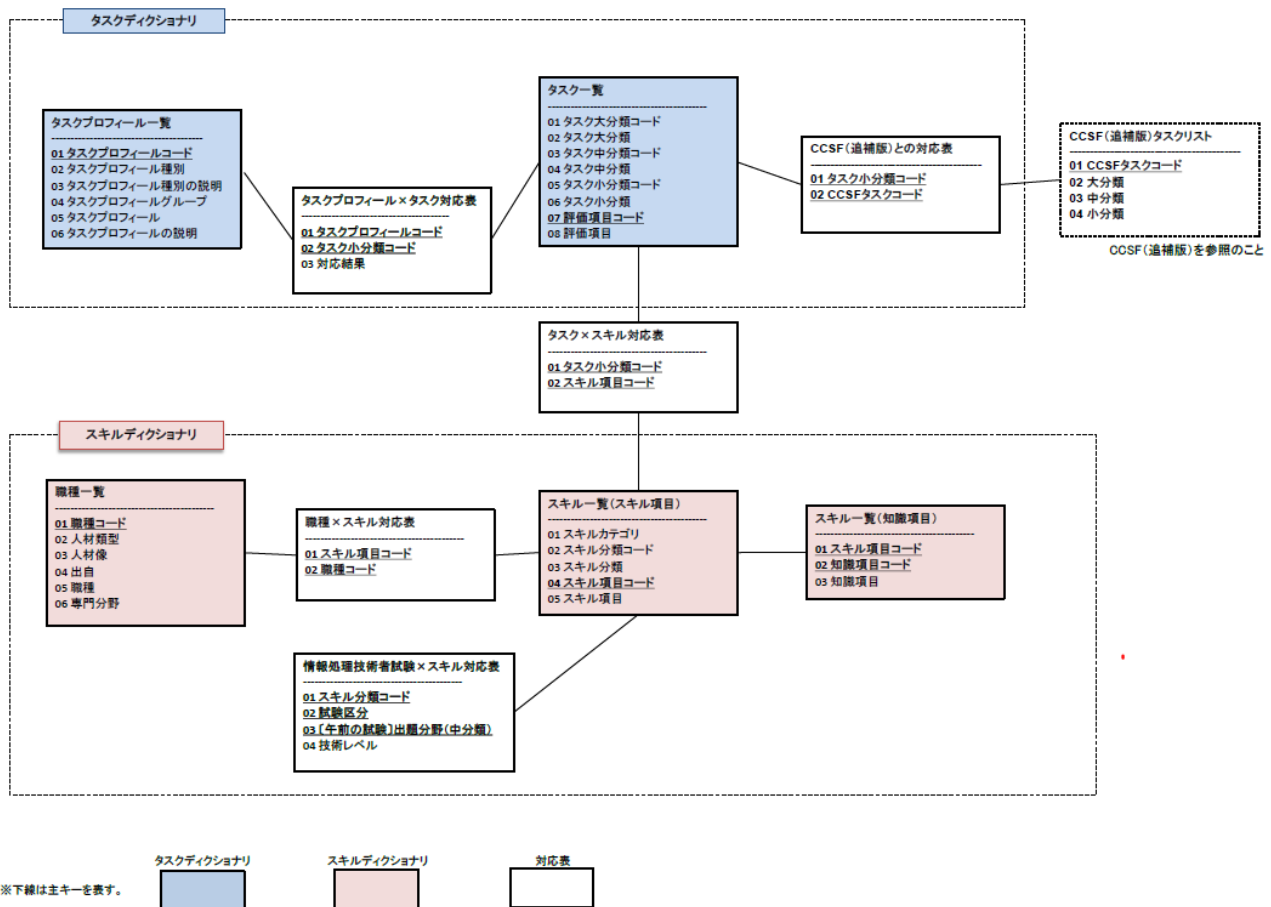 タスクディクショナリ
タスクプロフィール一覧
01 タスクプロフィールコード
02 タスクプロフィール種別
03 タスクプロフィール種別の説明
04 タスクプロフィールグループ
05 タスクプロフィール
06 タスクプロフィールの説明
タスクプロフィール×タスク対応表
01 タスクプロフィールコード
02 タスク小分類コード
03 対応結果
タスク一覧
01 タスク大分類コード
02 タスク大分類
03 タスク中分類コード
04 タスク中分類
05 タスク小分類コード
06 タスク小分類
07 評価項目コード
08 評価項目
CCSF(追補版)との対応表
01 タスク小分類コード
02 CCSFタスクコード
CCSF(追補版)タスクリスト
01 CCSFタスクコード
02 大分類
03 中分類
04 小分類
CCSF(追補版)を参照のこと
タスク×スキル対応表
01 タスク小分類コード
02 スキル項目コード
スキルディクショナリ
職種一覧
01 職種コード
02 人材類型
03 人材像
04 出自
05 職種
06 専門分野
職種×スキル対応表
01 スキル項目コード
02 職種コード
スキル一覧(スキル項目)
01 スキルカテゴリ
02 スキル分類コード
03 スキル分類
04 スキル項目コード
05 スキル項目
スキル一覧(知識項目)
01 スキル項目コード
02 知識項目コード
03 知識項目
情報処理技術者試験×スキル対応表
01 スキル分類コード
02 試験区分
03 [午前の試験]出題分野(中分類)
04 技術レベル
※下線は主キーを表す。
タスクディクショナリ
スキルディクショナリ
対応表